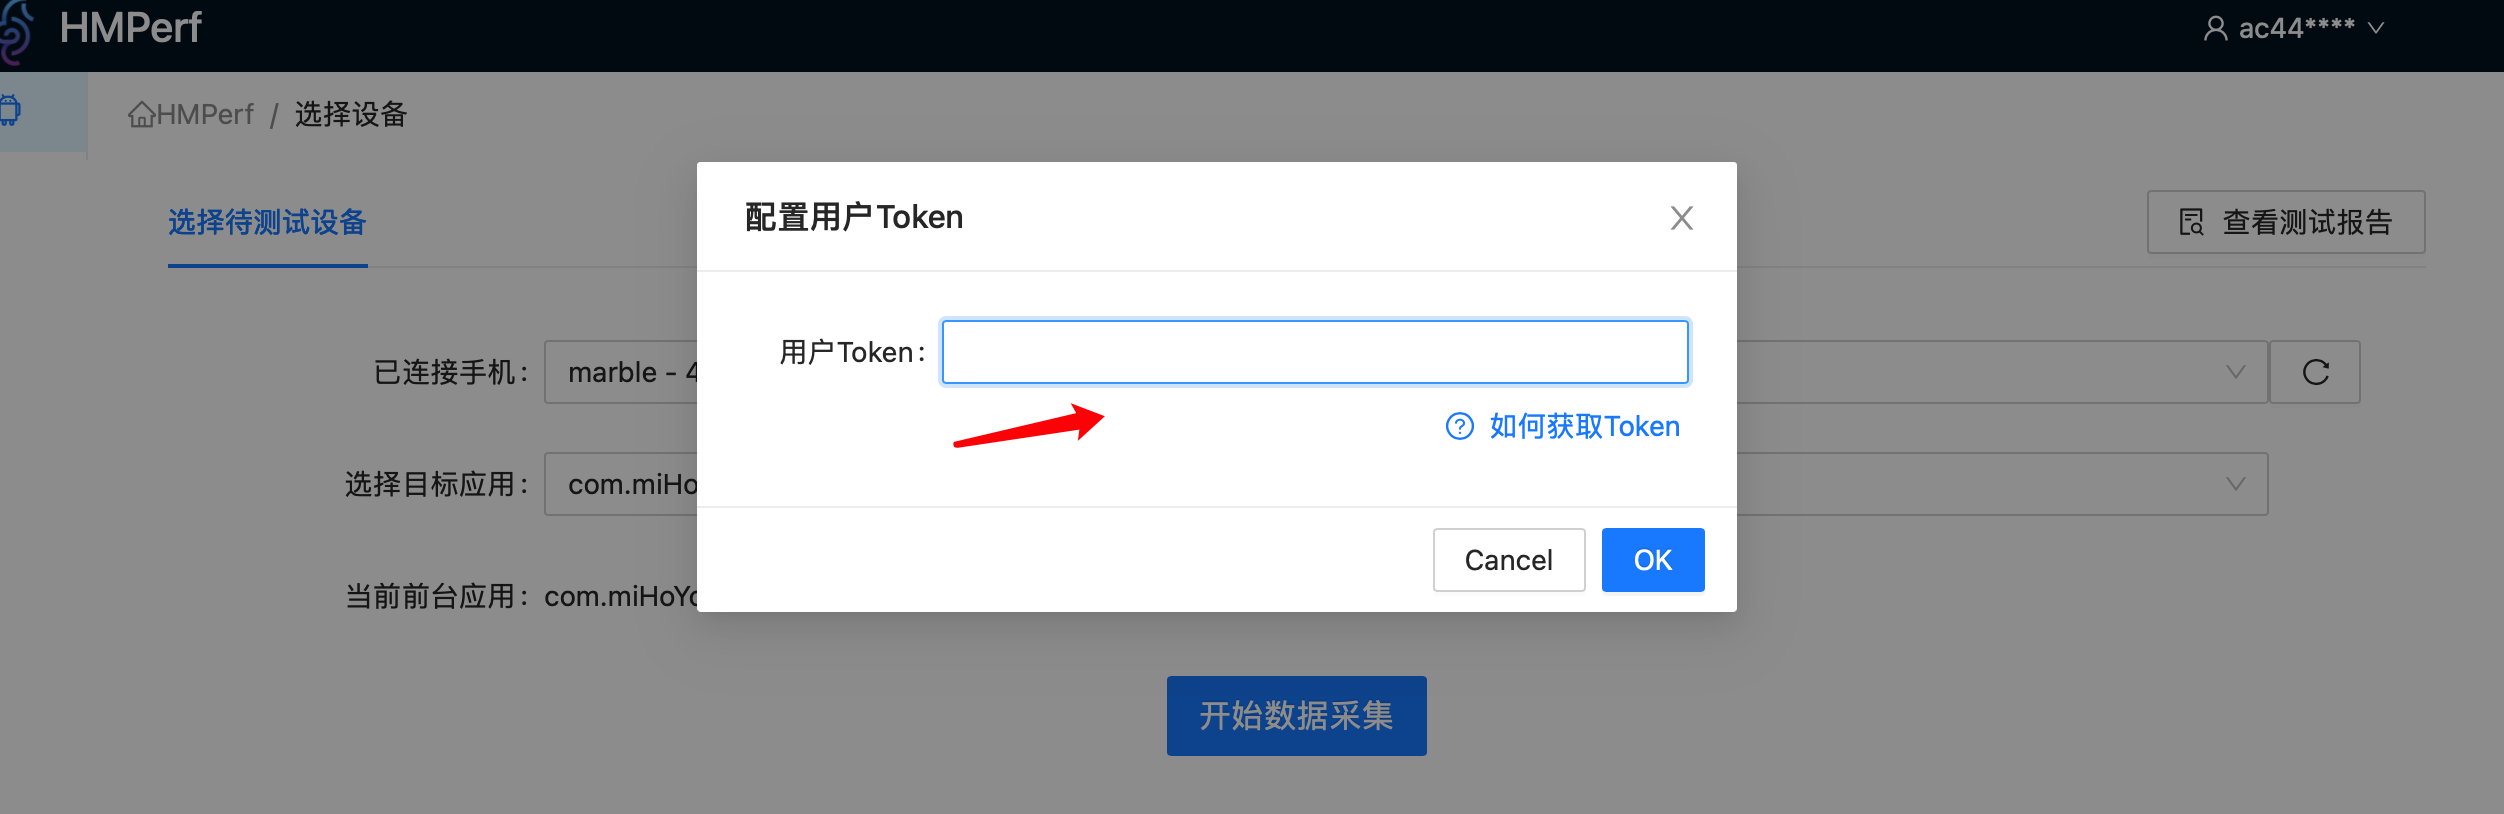 HMPerf
ac44****
HMPerf / 选择设备
选择待测试设备
查看测试报告
配置用户Token
用户Token：
如何获取Token
已连接手机：
marble - 4
选择目标应用：
com.miHo
当前前台应用：
com.miHoYo
Cancel
OK
开始数据采集